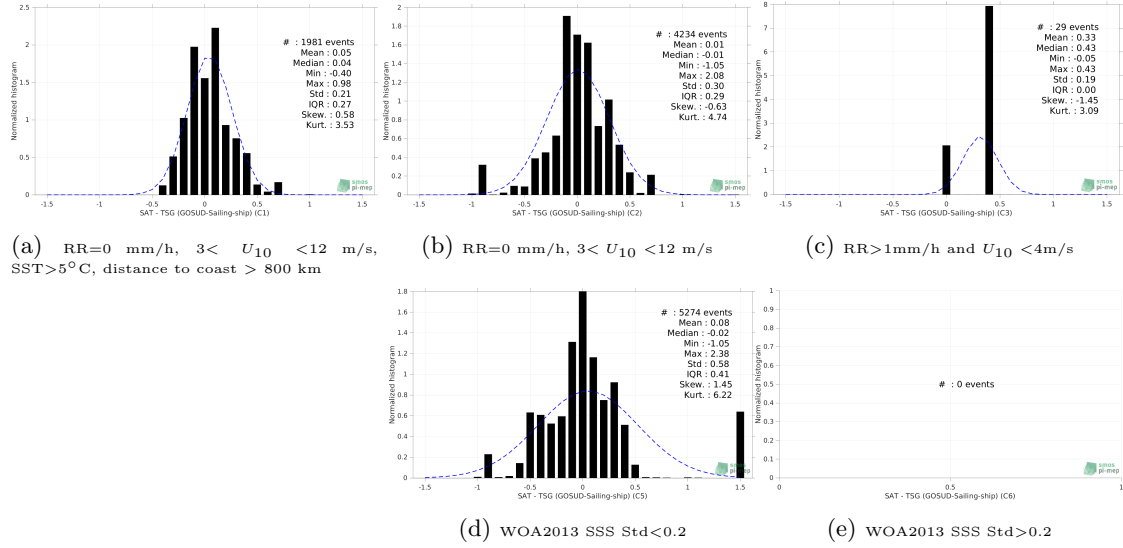 2.5
2
1.5
1
0.5
0
Normalized histogram
# : 1981 events
Mean : 0.05
Median : 0.04
Min : -0.40
Max : 0.98
Std : 0.21
IQR : 0.27
Skew. : 0.58
Kurt. : 3.53
smos
pi-mep
-1.5 -1 -0.5 0 0.5 1 1.5
SAT - TSG (GOSUD-Sailing-ship) (C1)
(a) RR=0 mm/h, 3< U10 <12 m/s,
SST>5°C, distance to coast > 800 km
2
1.8
1.6
1.4
1.2
1
0.8
0.6
0.4
0.2
0
Normalized histogram
# : 4234 events
Mean : 0.01
Median : -0.01
Min : -1.05
Max : 2.08
Std : 0.30
IQR : 0.29
Skew. : -0.63
Kurt. : 4.74
smos
pi-mep
-1.5 -1 -0.5 0 0.5 1 1.5
SAT - TSG (GOSUD-Sailing-ship) (C2)
(b) RR=0 mm/h, 3< U10 <12 m/s
8
7
6
5
4
3
2
1
0
Normalized histogram
# : 29 events
Mean : 0.33
Median : 0.43
Min : -0.05
Max : 0.43
Std : 0.19
IQR : 0.00
Skew. : -1.45
Kurt. : 3.09
smos
pi-mep
-1.5 -1 -0.5 0 0.5 1 1.5
SAT - TSG (GOSUD-Sailing-ship) (C3)
(c) RR>1mm/h and U10 <4m/s
1.8
1.6
1.4
1.2
1
0.8
0.6
0.4
0.2
0
Normalized histogram
# : 5274 events
Mean : 0.08
Median : -0.02
Min : -1.05
Max : 2.38
Std : 0.58
IQR : 0.41
Skew. : 1.45
Kurt. : 6.22
smos
pi-mep
-1.5 -1 -0.5 0 0.5 1 1.5
SAT - TSG (GOSUD-Sailing-ship) (C5)
(d) WOA2013 SSS Std<0.2
1
0.9
0.8
0.7
0.6
0.5
0.4
0.3
0.2
0.1
0
Normalized histogram
# : 0 events
smos
pi-mep
0 0.5 1
SAT - TSG (GOSUD-Sailing-ship) (C6)
(e) WOA2013 SSS Std>0.2